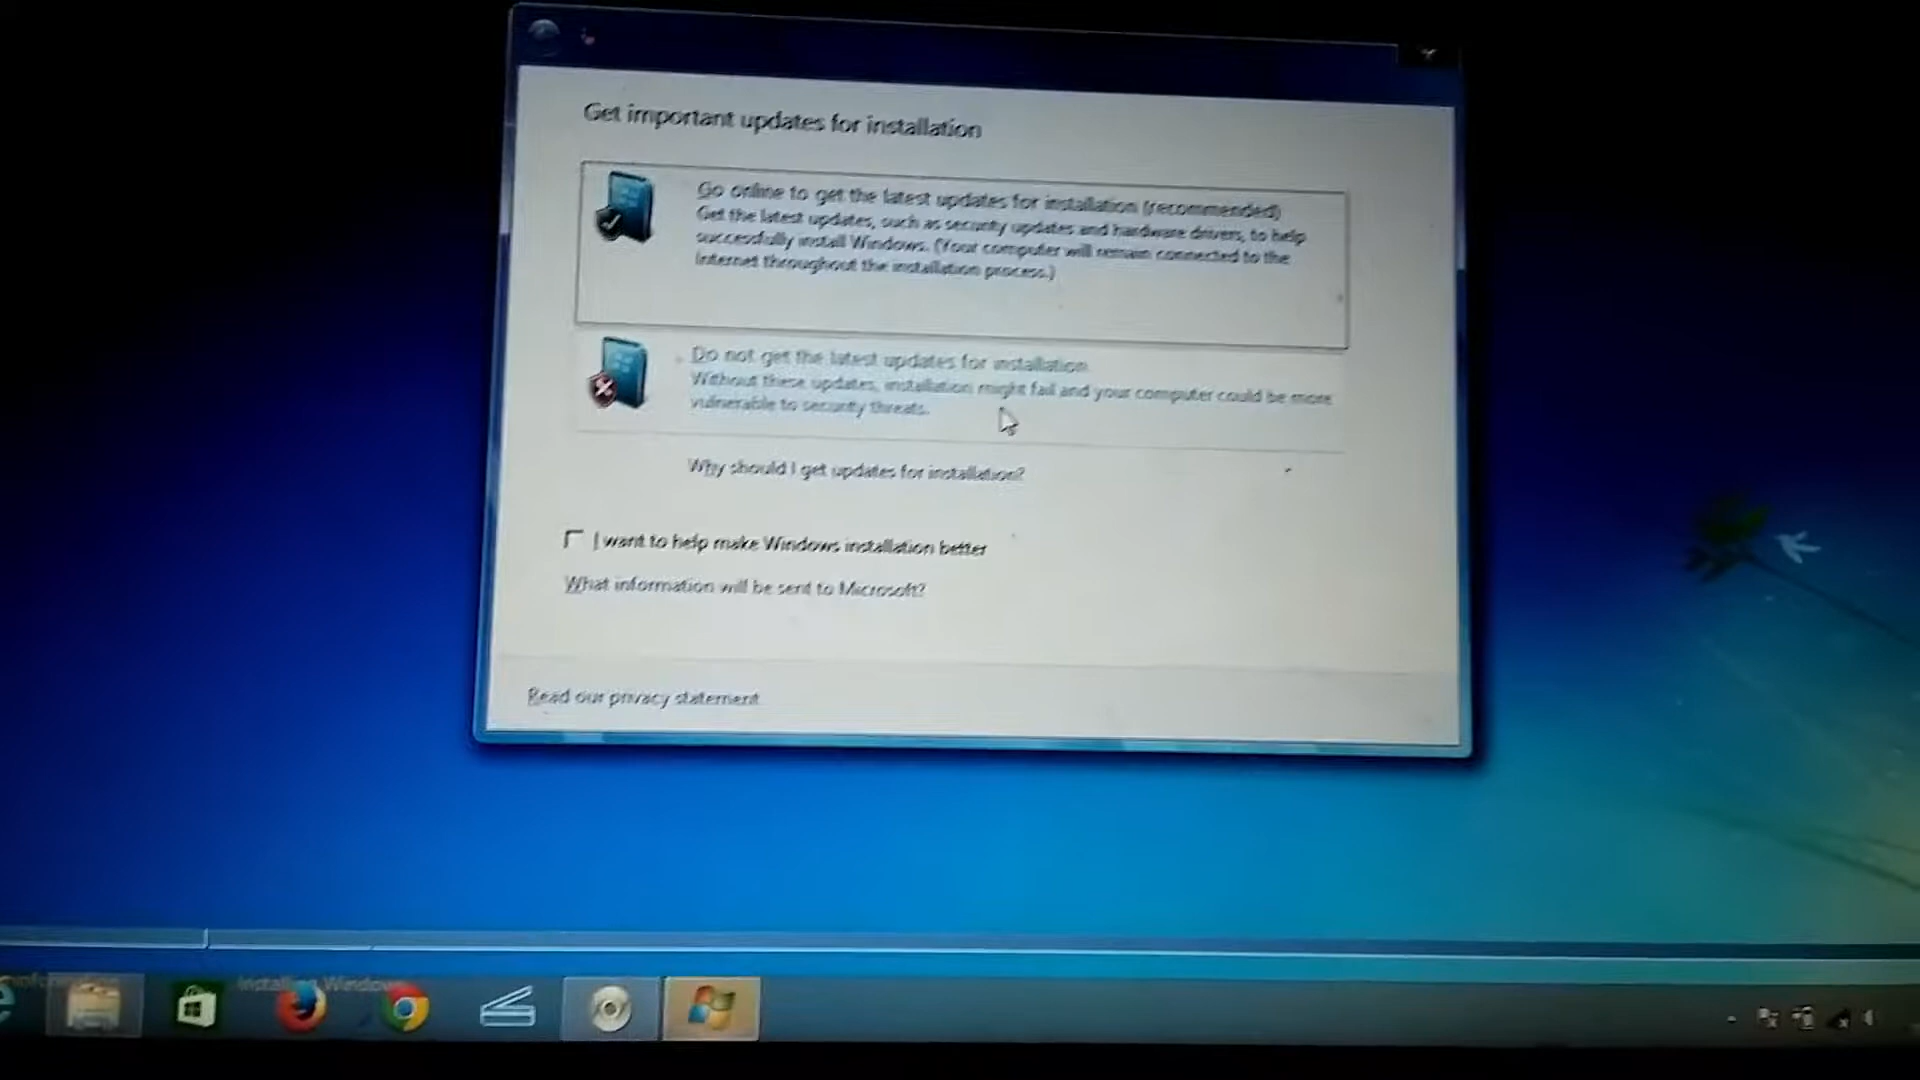 Get important updates for installation
Go online to get the latest updates for installation (recommended)
Get the latest updates, such as security updates and hardware drivers, to help
successfully install Windows. (Your computer will remain connected to the
Internet throughout the installation process.)
Do not get the latest updates for installation
Without these updates, installation might fail and your computer could be more
vulnerable to security threats.
Why should I get updates for installation?
I want to help make Windows installation better
What information will be sent to Microsoft?
Read our privacy statement
Installing Windows